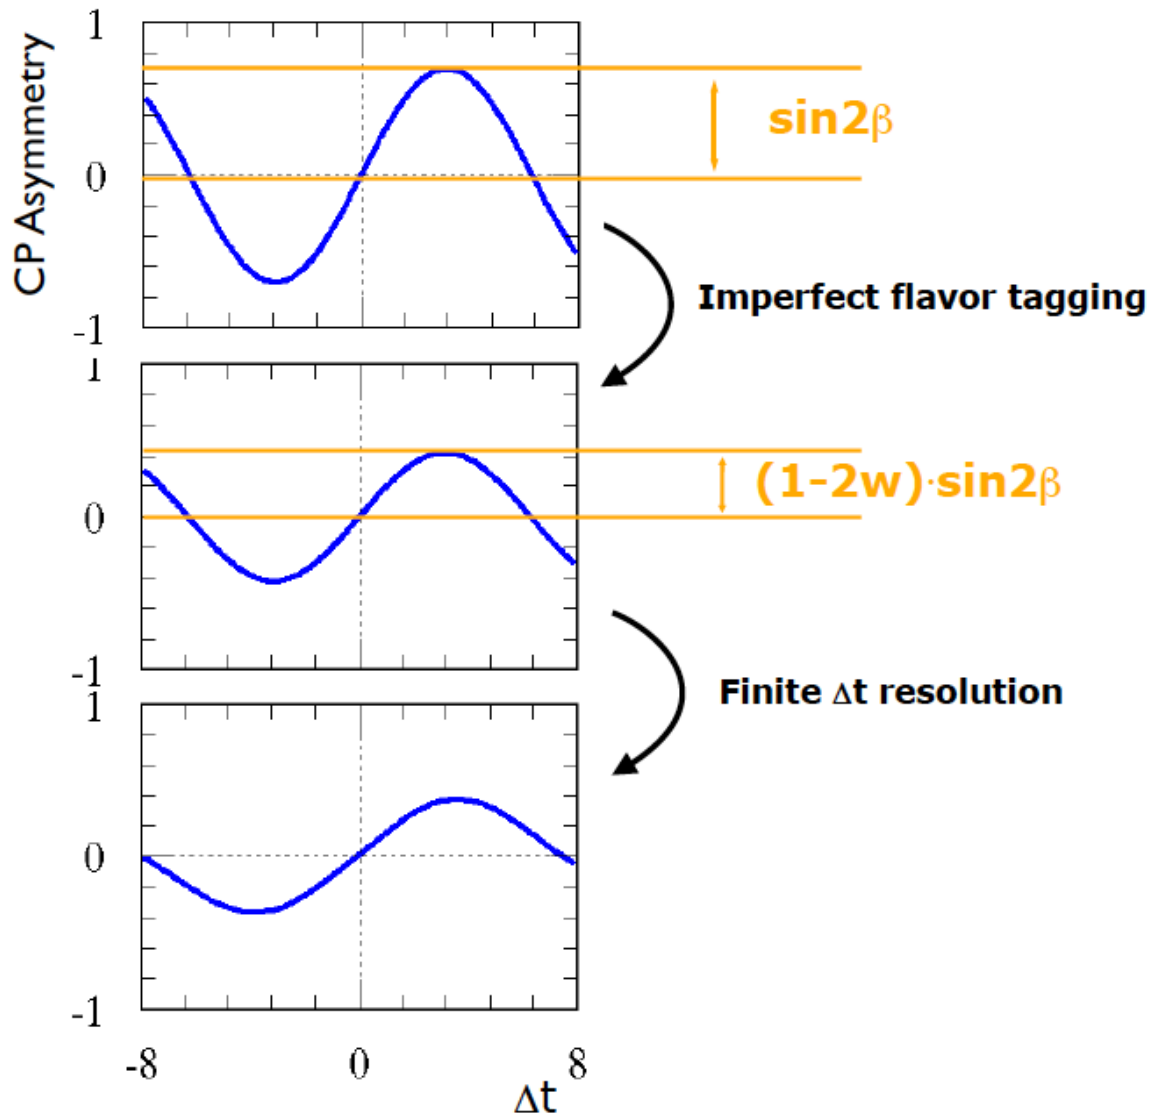 CP Asymmetry
1
0
-1
sin2β
Imperfect flavor tagging
1
0
-1
(1-2w)·sin2β
Finite Δt resolution
1
0
-1
-8 0 8
Δt